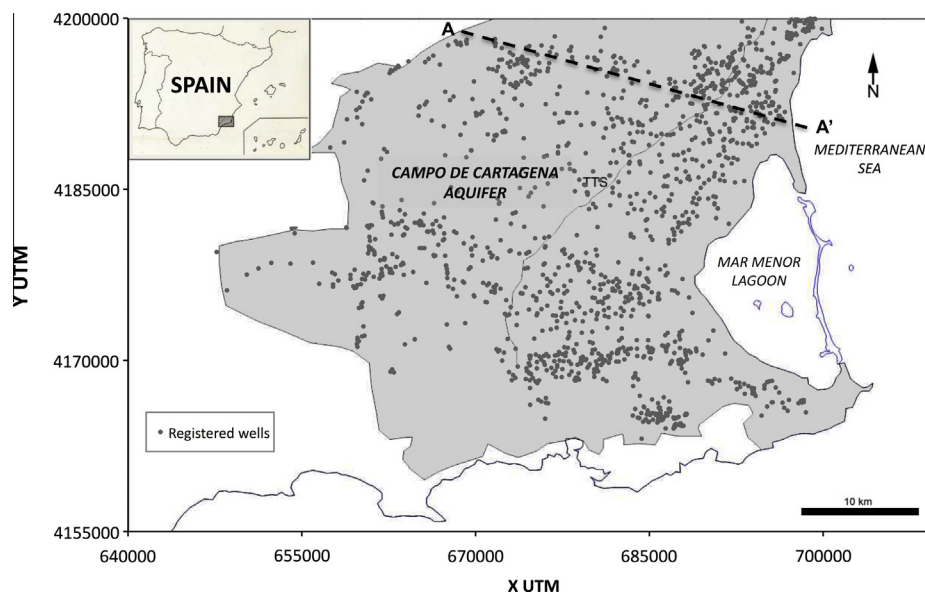 4200000
SPAIN
A
N
A'
MEDITERRANEAN
SEA
CAMPO DE CARTAGENA
AQUIFER
TTS
4185000
MAR MENOR
LAGOON
Y UTM
4170000
Registered wells
10 km
4155000
640000
655000
670000
685000
700000
X UTM